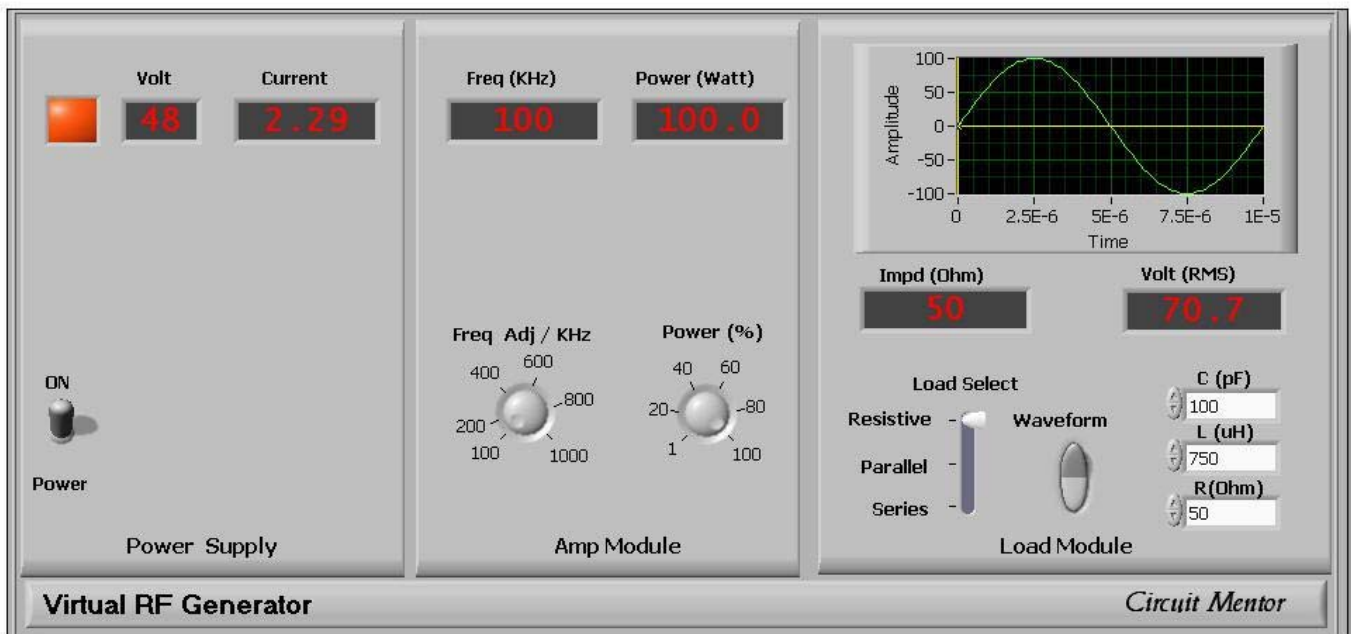 Volt Current
48 2.29
ON
Power
Power Supply
Freq (KHz) Power (Watt)
100 100.0
Freq Adj / KHz
400 600
200 800
100 1000
Power (%)
40 60
20 80
1 100
Amp Module
Amplitude
100
50
0
-50
-100
0 2.5E-6 5E-6 7.5E-6 1E-5
Time
Impd (Ohm) Volt (RMS)
50 70.7
Load Select
Resistive
Parallel
Series
Waveform
C (pF)
100
L (uH)
750
R(Ohm)
50
Load Module
Virtual RF Generator
Circuit Mentor